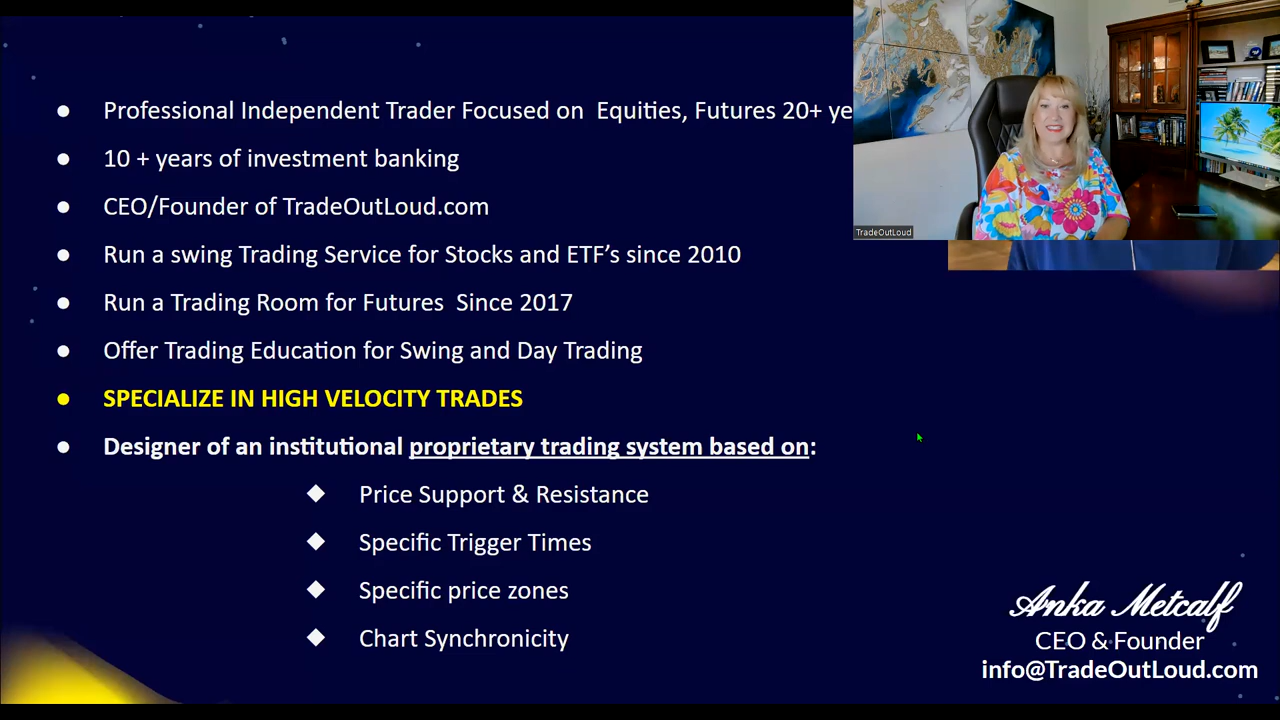 ● Professional Independent Trader Focused on Equities, Futures 20+ ye
● 10 + years of investment banking
● CEO/Founder of TradeOutLoud.com
● Run a swing Trading Service for Stocks and ETF’s since 2010
● Run a Trading Room for Futures Since 2017
● Offer Trading Education for Swing and Day Trading
● SPECIALIZE IN HIGH VELOCITY TRADES
● Designer of an institutional proprietary trading system based on:
◆ Price Support & Resistance
◆ Specific Trigger Times
◆ Specific price zones
◆ Chart Synchronicity
TradeOutLoud
Anka Metcalf
CEO & Founder
info@TradeOutLoud.com